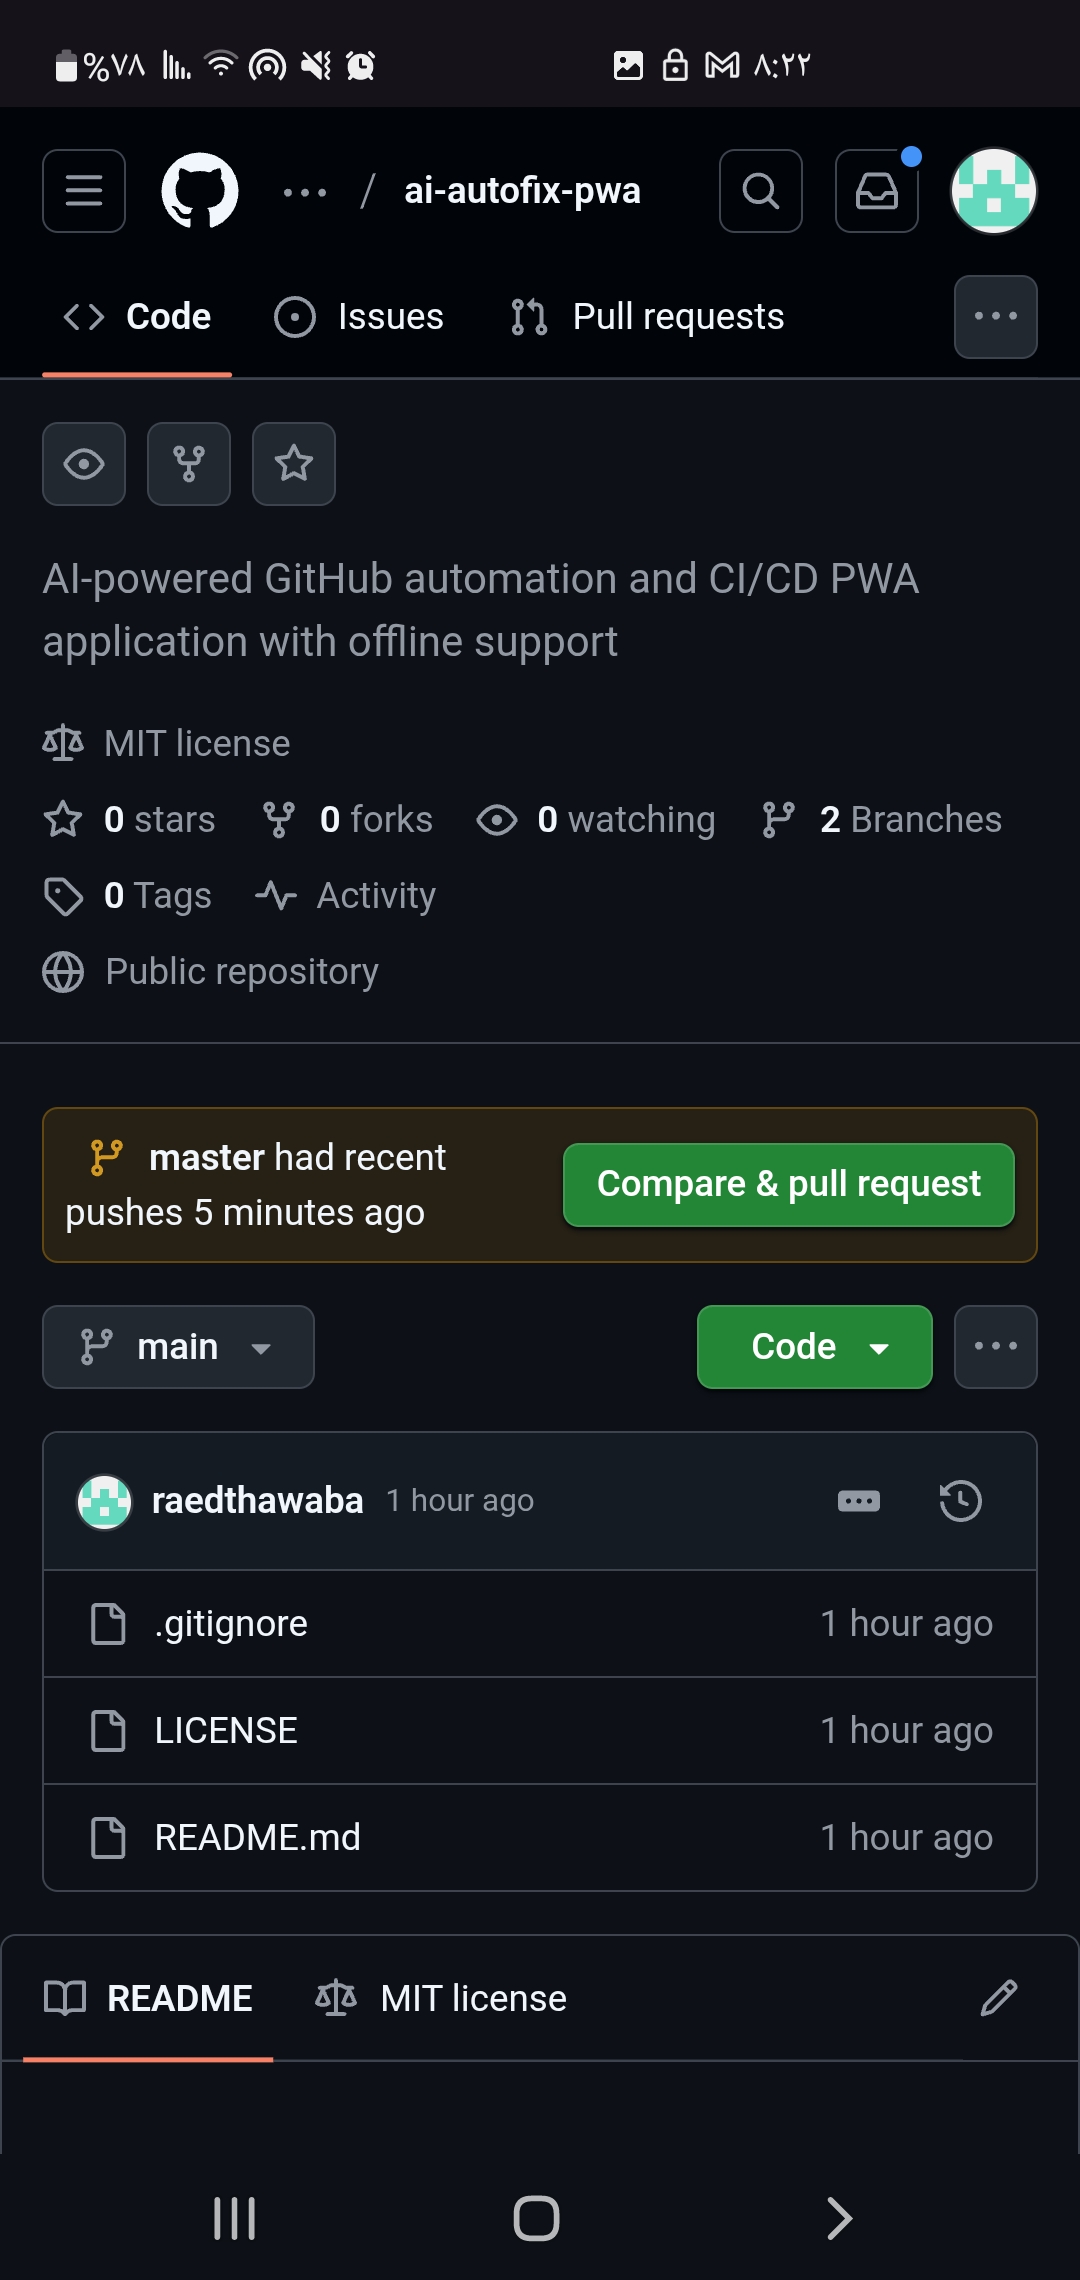 %٧٨ ٨:٢٢
/ ai-autofix-pwa
Code Issues Pull requests
AI-powered GitHub automation and CI/CD PWA
application with offline support
MIT license
0 stars 0 forks 0 watching 2 Branches
0 Tags Activity
Public repository
master had recent
pushes 5 minutes ago
Compare & pull request
main Code
raedthawaba 1 hour ago
.gitignore 1 hour ago
LICENSE 1 hour ago
README.md 1 hour ago
README MIT license